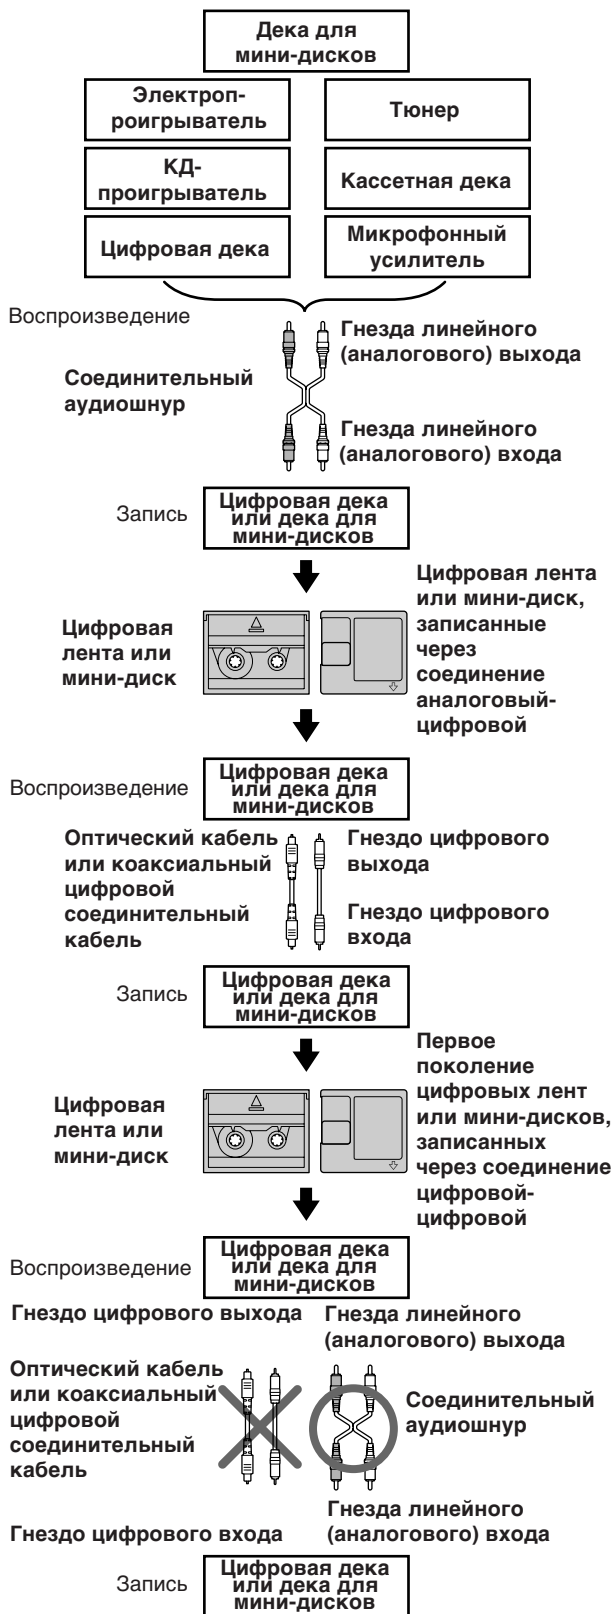 Дека для
мини-дисков
Электроп-
роигрыватель
Тюнер
КД-
проигрыватель
Кассетная дека
Цифровая дека
Микрофонный
усилитель
Воспроизведение
Гнезда линейного
(аналогового) выхода
Соединительный
аудиошнур
Гнезда линейного
(аналогового) входа
Запись
Цифровая дека
или дека для
мини-дисков
Цифровая
лента или
мини-диск
Цифровая лента
или мини-диск,
записанные
через
соединение
аналоговый-
цифровой
Воспроизведение
Цифровая дека
или дека для
мини-дисков
Оптический кабель
или коаксиальный
цифровой
соединительный
кабель
Гнездо цифрового
выхода
Гнездо цифрового
входа
Запись
Цифровая дека
или дека для
мини-дисков
Цифровая
лента или
мини-диск
Первое
поколение
цифровых лент
или мини-дисков,
записанных
через соединение
цифровой-
цифровой
Воспроизведение
Цифровая дека
или дека для
мини-дисков
Гнездо цифрового выхода
Гнезда линейного
(аналогового) выхода
Оптический кабель
или коаксиальный
цифровой
соединительный
кабель
Соединительный
аудиошнур
Гнездо цифрового входа
Гнезда линейного
(аналогового) входа
Запись
Цифровая дека
или дека для
мини-дисков